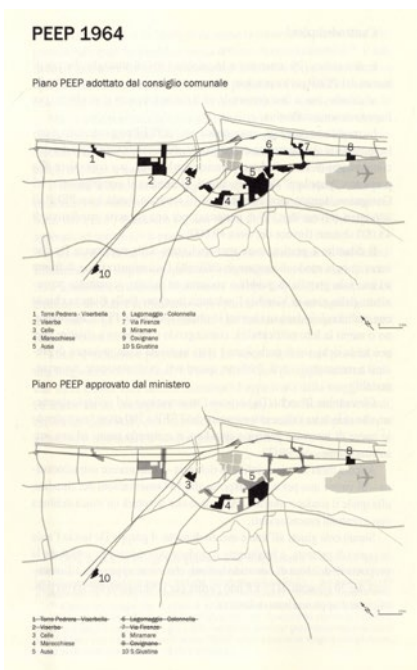 PEEP 1964
Piano PEEP adottato dal consiglio comunale
6 7
1 8
2 3 5
4
10
1 Torre Pedrera - Viserbella 6 Lagomaggio - Colonnella
2 Viserba 7 Via Firenze
3 Celle 8 Miramare
4 Marecchiese 9 Covignano
5 Ausa 10 S.Giustina
Piano PEEP approvato dal ministero
8
3 5
4
10
1 Torre Pedrera - Viserbella 6 Lagomaggio - Colonnella
2 Viserba 7 Via Firenze
3 Celle 8 Miramare
4 Marecchiese 9 Covignano
5 Ausa 10 S.Giustina